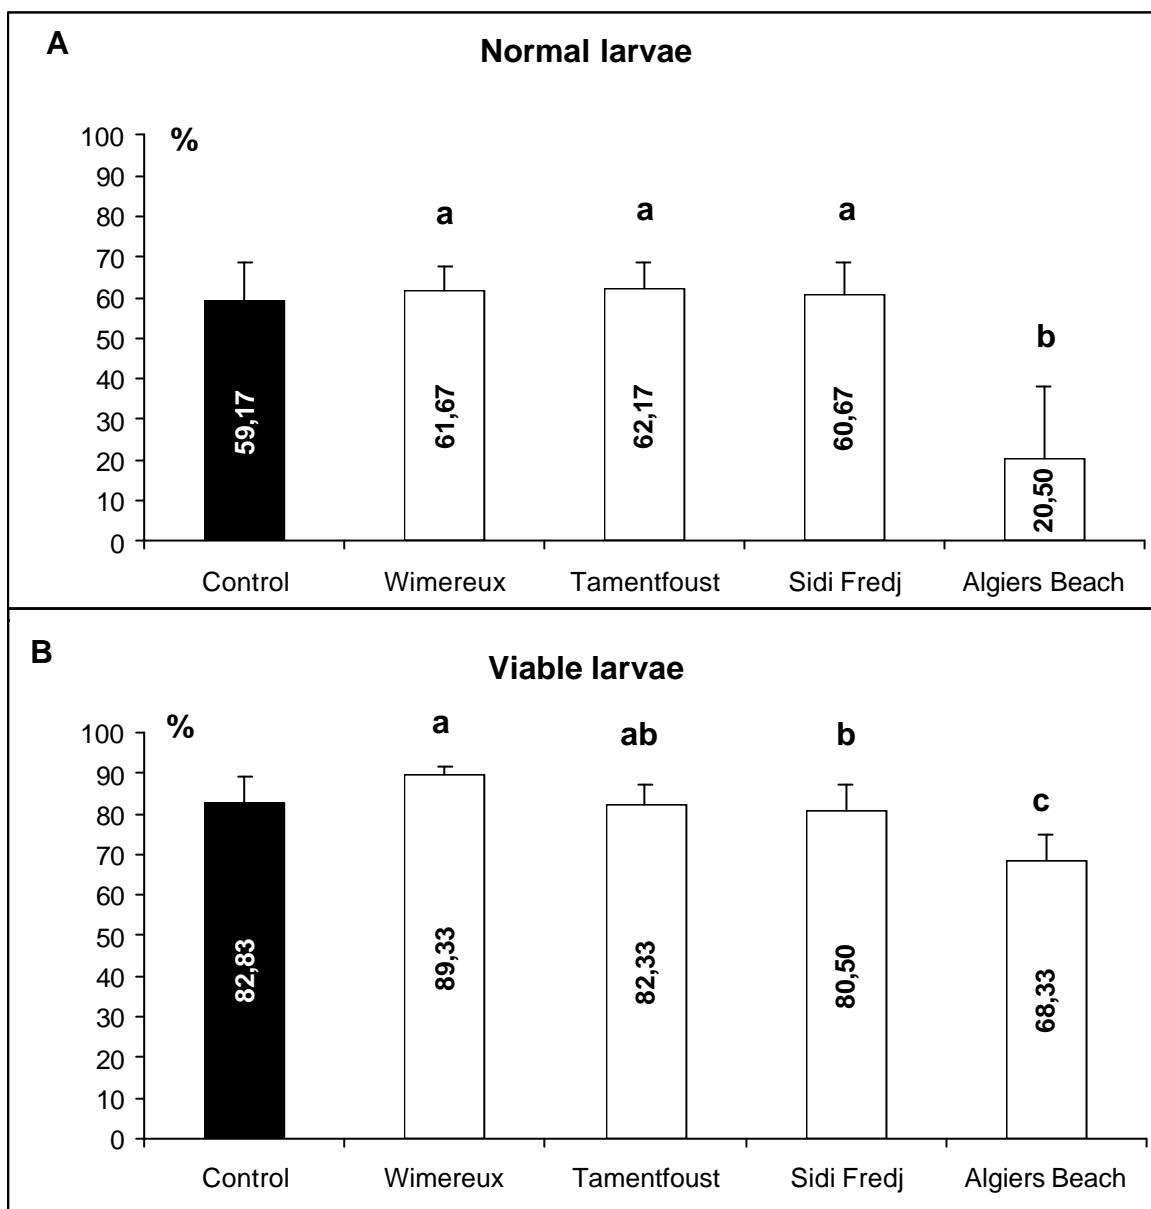 A
Normal larvae
%
100
90
80
70
60
50
40
30
20
10
0
a
a
a
b
59,17
61,67
62,17
60,67
20,50
Control Wimereux Tamentfoust Sidi Fredj Algiers Beach
B
Viable larvae
%
100
90
80
70
60
50
40
30
20
10
0
a
ab
b
c
82,83
89,33
82,33
80,50
68,33
Control Wimereux Tamentfoust Sidi Fredj Algiers Beach